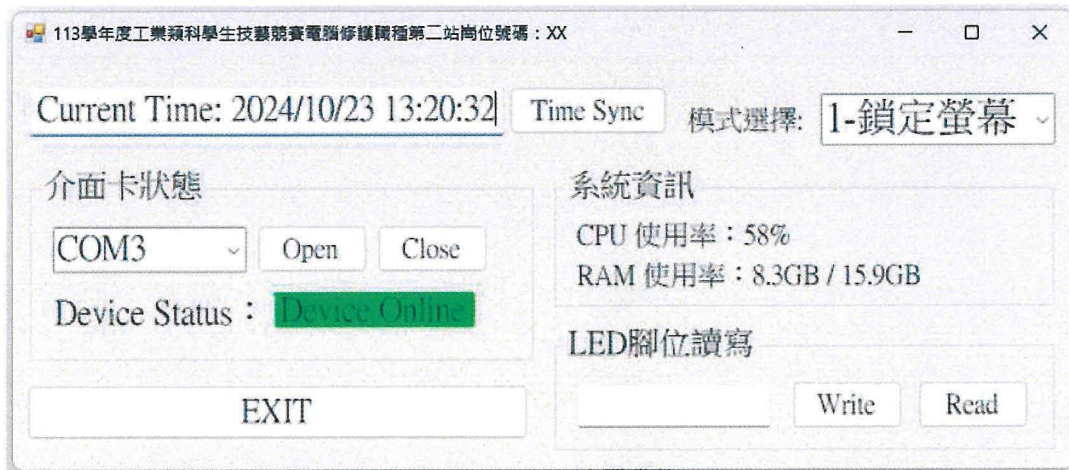 113學年度工業類科學生技藝競賽電腦修護職種第二站崗位號碼：XX
Current Time: 2024/10/23 13:20:32
Time Sync
模式選擇:
1-鎖定螢幕
介面卡狀態
COM3
Open
Close
Device Status：
Device Online
EXIT
系統資訊
CPU 使用率：58%
RAM 使用率：8.3GB / 15.9GB
LED腳位讀寫
Write
Read